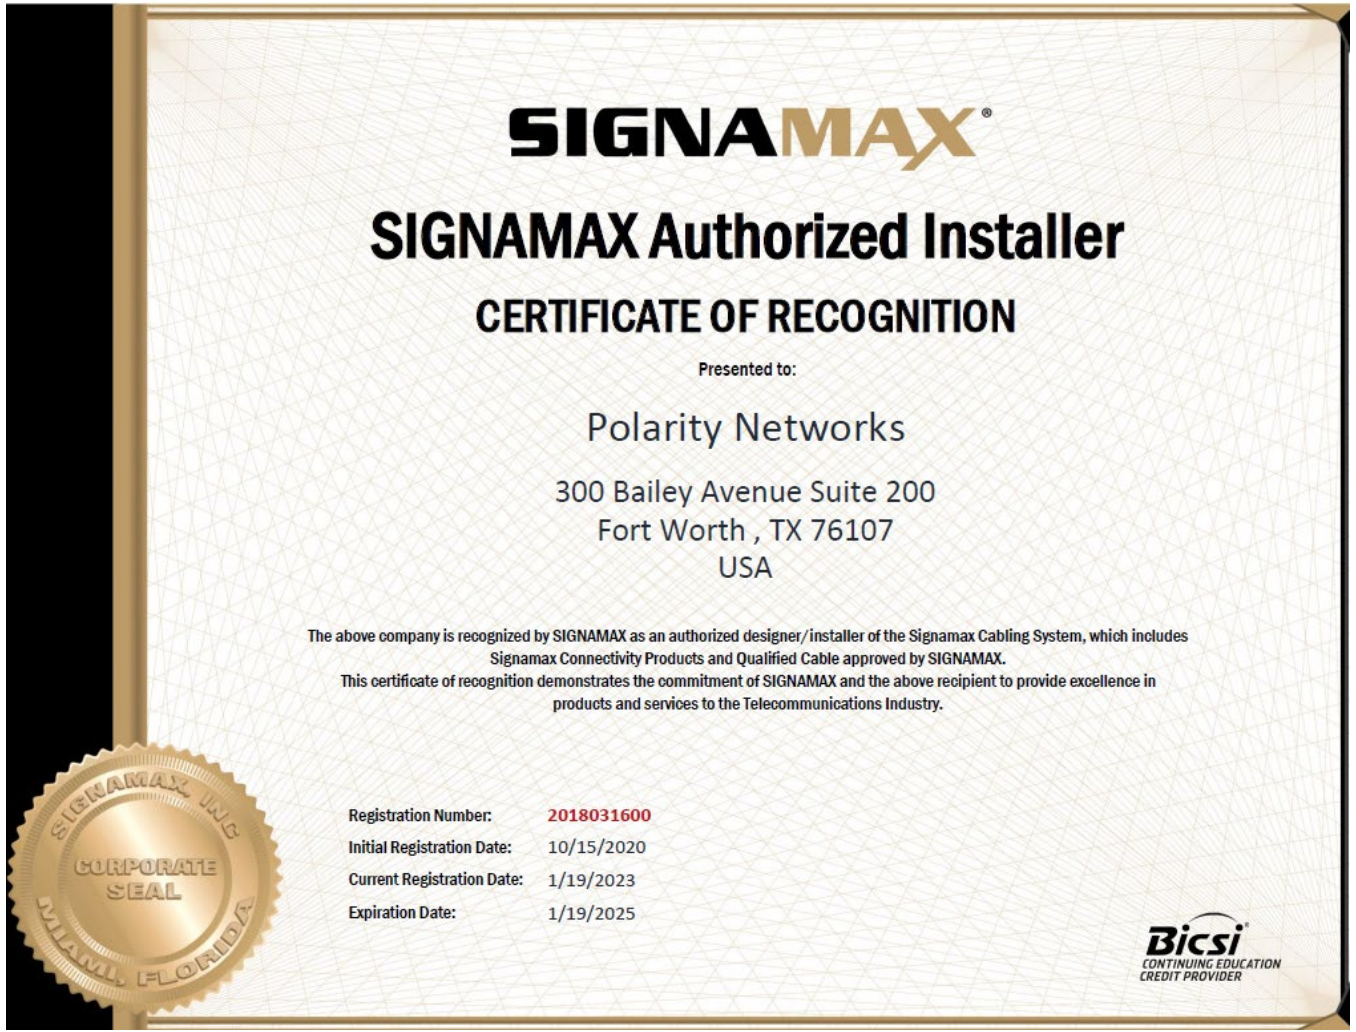 SIGNAMAX®
SIGNAMAX Authorized Installer
CERTIFICATE OF RECOGNITION
Presented to:
Polarity Networks
300 Bailey Avenue Suite 200
Fort Worth , TX 76107
USA
The above company is recognized by SIGNAMAX as an authorized designer/installer of the Signamax Cabling System, which includes
Signamax Connectivity Products and Qualified Cable approved by SIGNAMAX.
This certificate of recognition demonstrates the commitment of SIGNAMAX and the above recipient to provide excellence in
products and services to the Telecommunications Industry.
Registration Number: 2018031600
Initial Registration Date: 10/15/2020
Current Registration Date: 1/19/2023
Expiration Date: 1/19/2025
SIGNAMAX, INC
CORPORATE
SEAL
MIAMI, FLORIDA
Bicsi®
CONTINUING EDUCATION
CREDIT PROVIDER